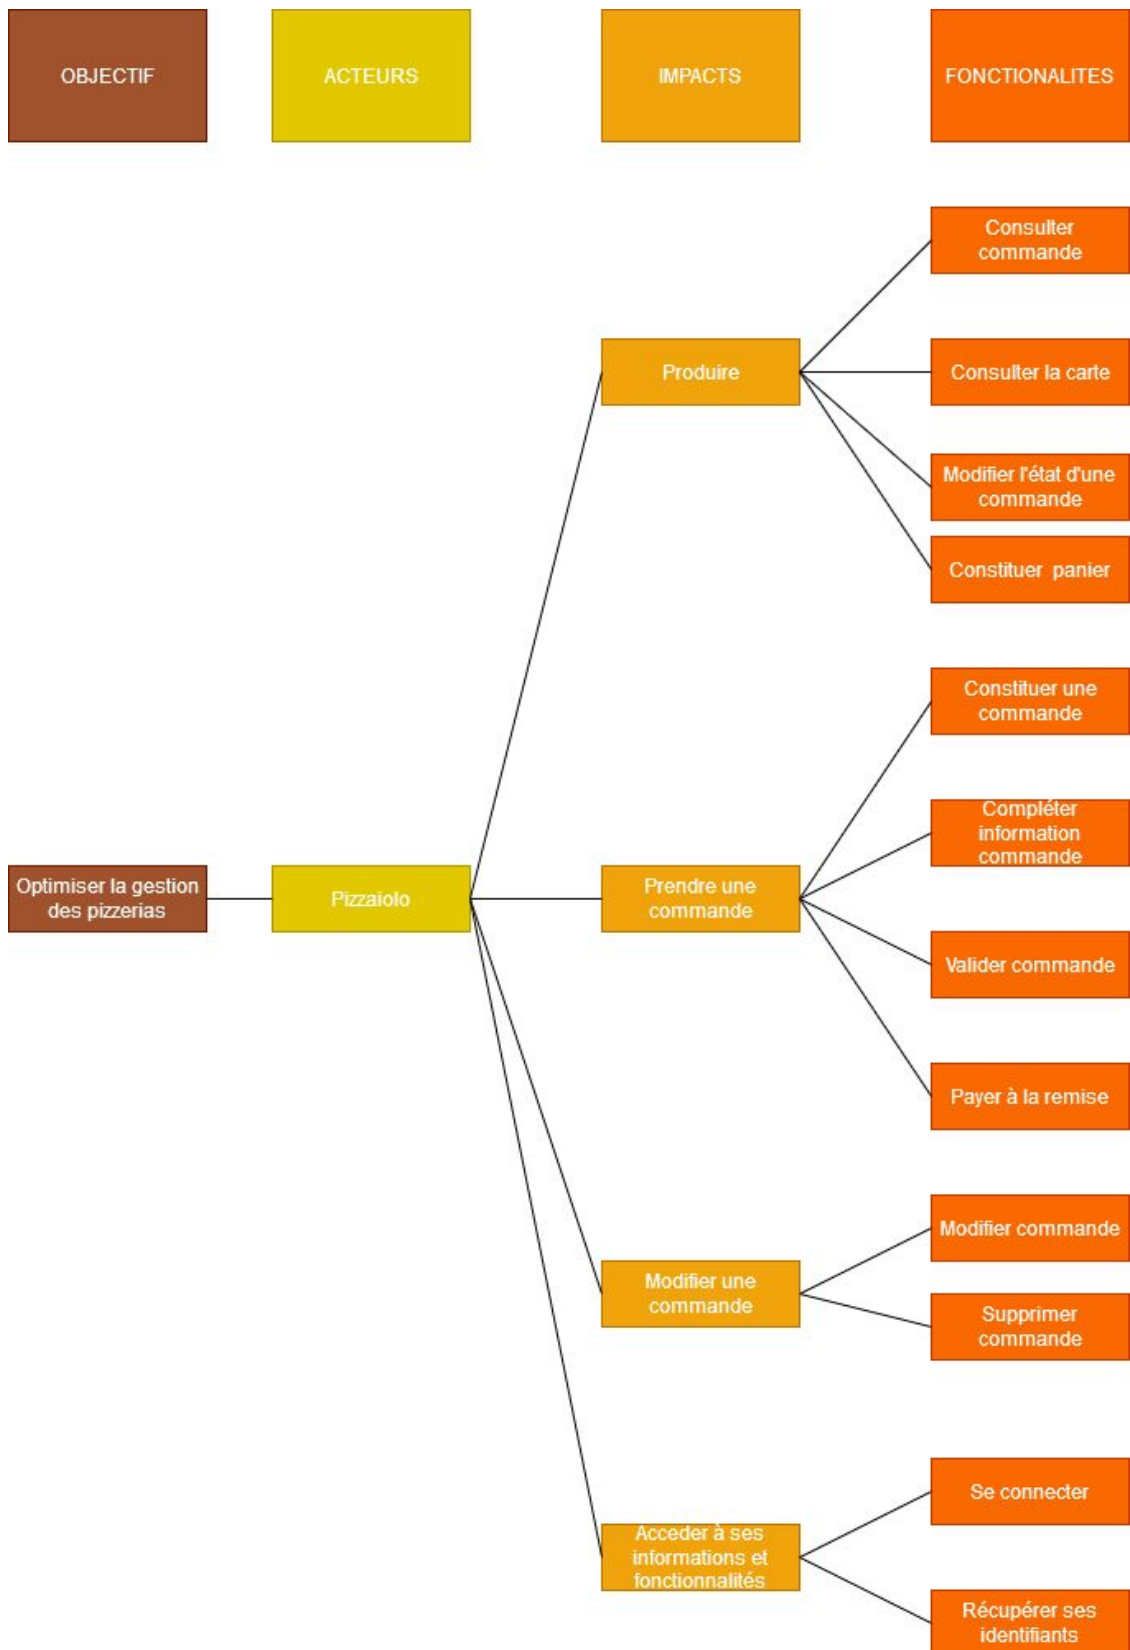 OBJECTIF
ACTEURS
IMPACTS
FONCTIONALITES
Consulter
commande
Produire
Consulter la carte
Modifier l'état d'une
commande
Constituer panier
Constituer une
commande
Compléter
information
commande
Optimiser la gestion
des pizzerias
Pizzaiolo
Prendre une
commande
Valider commande
Payer à la remise
Modifier commande
Modifier une
commande
Supprimer
commande
Se connecter
Acceder à ses
informations et
fonctionnalités
Récupérer ses
identifiants